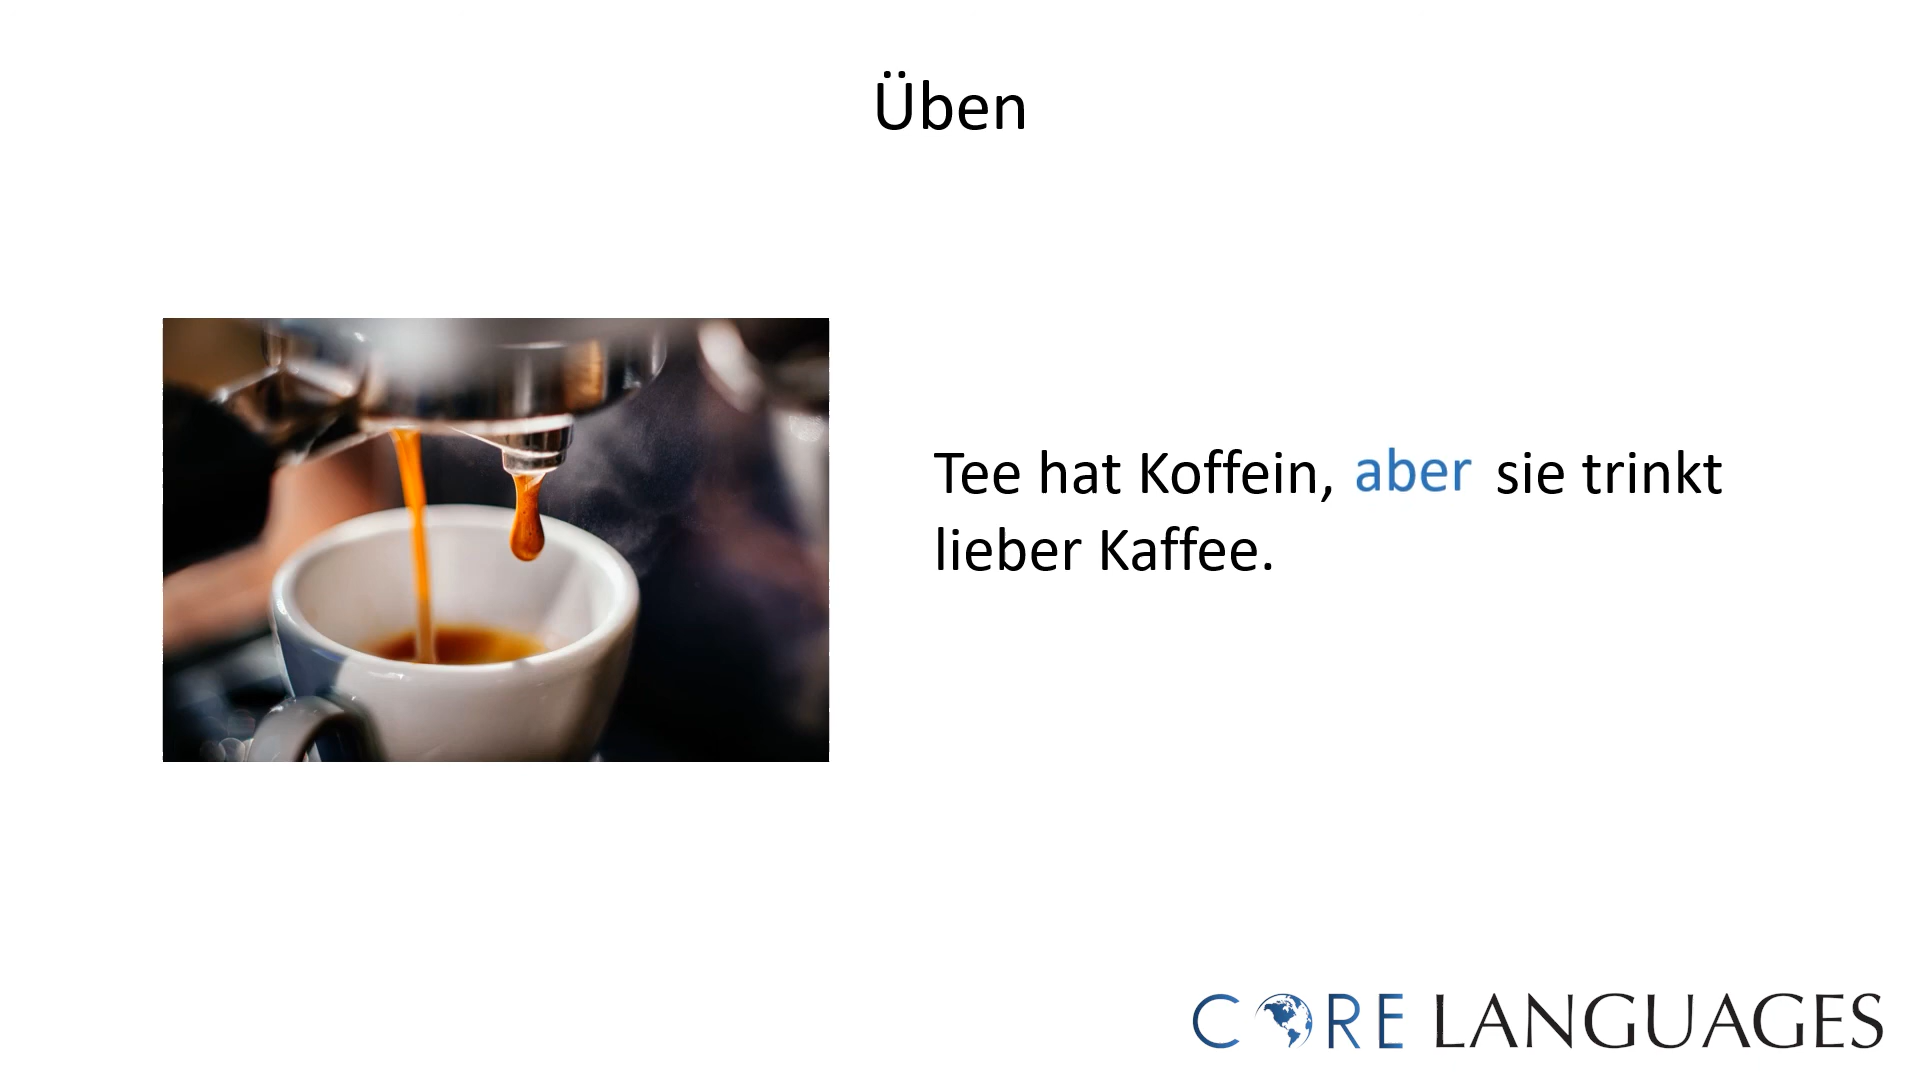 Üben
Tee hat Koffein, aber sie trinkt
lieber Kaffee.
CORE LANGUAGES